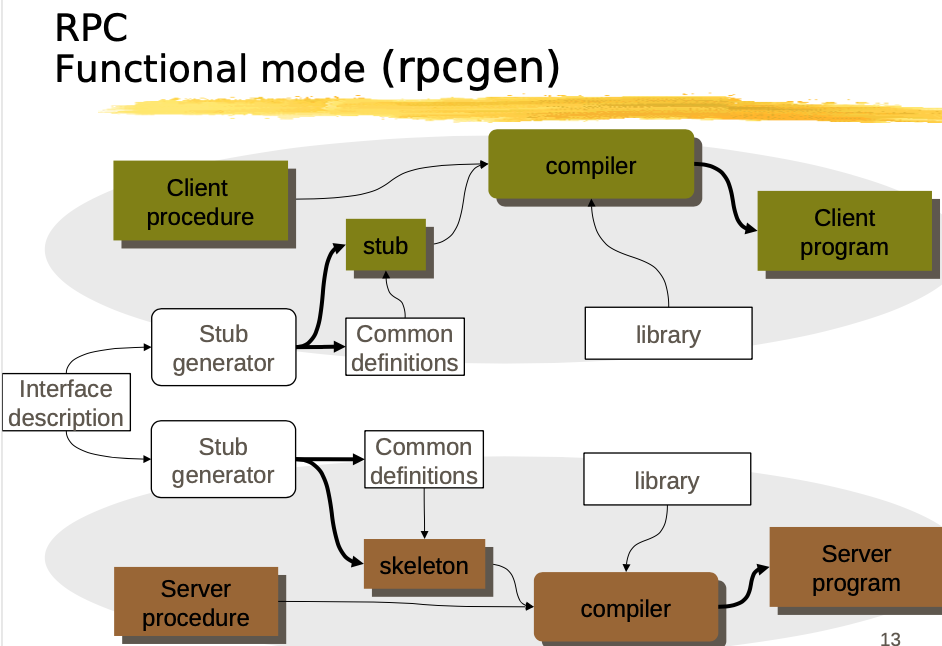 RPC
Functional mode (rpcgen)
compiler
Client
procedure
Client
program
stub
Stub
generator
Common
definitions
library
Interface
description
Stub
generator
Common
definitions
library
skeleton
Server
program
Server
procedure
compiler
13